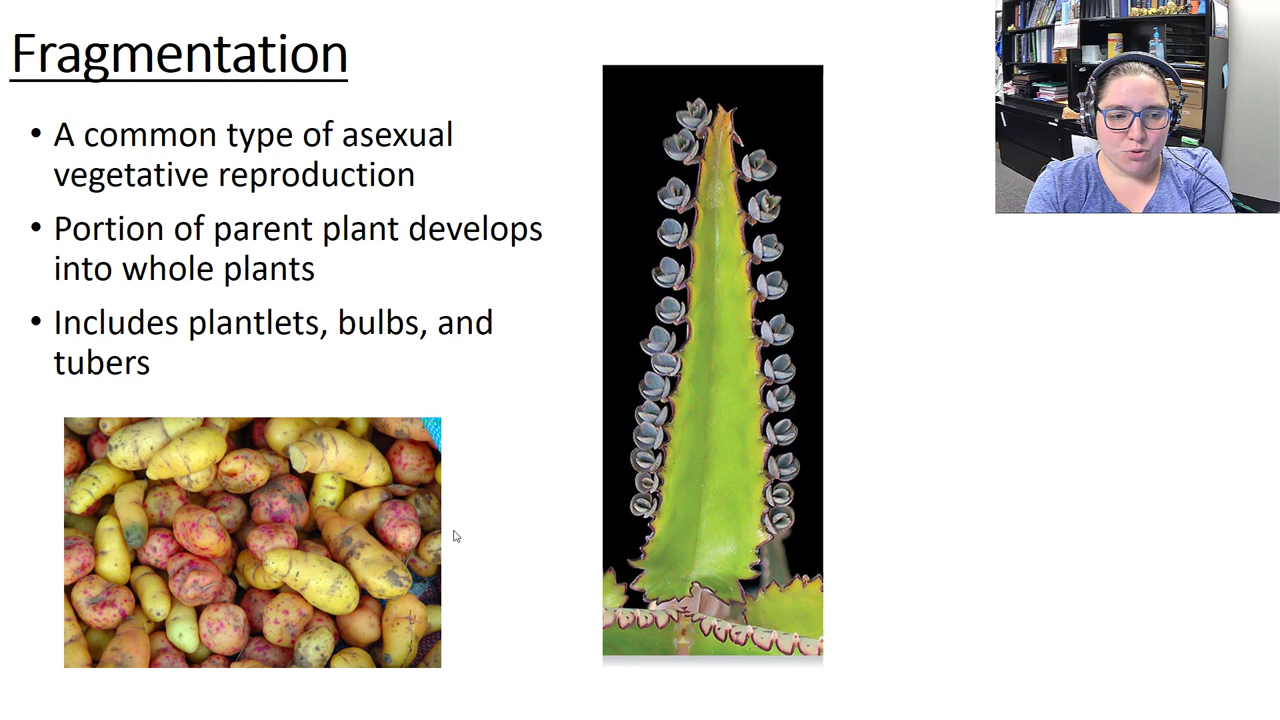 Fragmentation
• A common type of asexual
vegetative reproduction
• Portion of parent plant develops
into whole plants
• Includes plantlets, bulbs, and
tubers